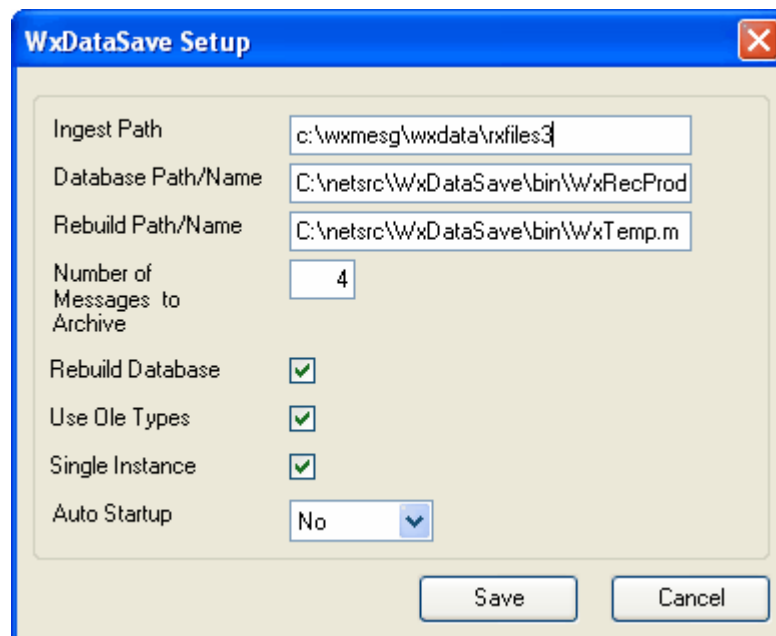 WxDataSave Setup
Ingest Path
c:\wxmesg\wxdata\rxfiles3
Database Path/Name
C:\netsrc\WxDataSave\bin\WxRecProd
Rebuild Path/Name
C:\netsrc\WxDataSave\bin\WxTemp.m
Number of
Messages to
Archive
4
Rebuild Database
Use Ole Types
Single Instance
Auto Startup
No
Save
Cancel